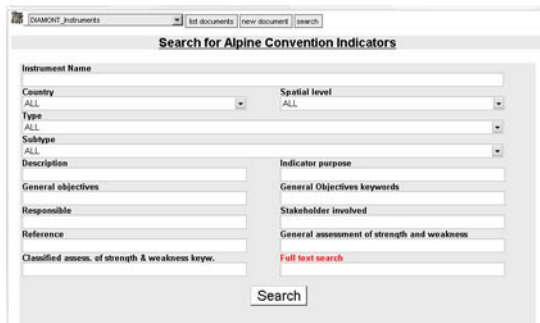 DIAMONT_Instruments list documents new document search
Search for Alpine Convention Indicators
Instrument Name
Country Spatial level
ALL ALL
Type
ALL
Subtype
ALL
Description Indicator purpose
General objectives General Objectives keywords
Responsible Stakeholder involved
Reference General assessment of strength and weakness
Classified assess. of strength & weakness keyw. Full text search
Search